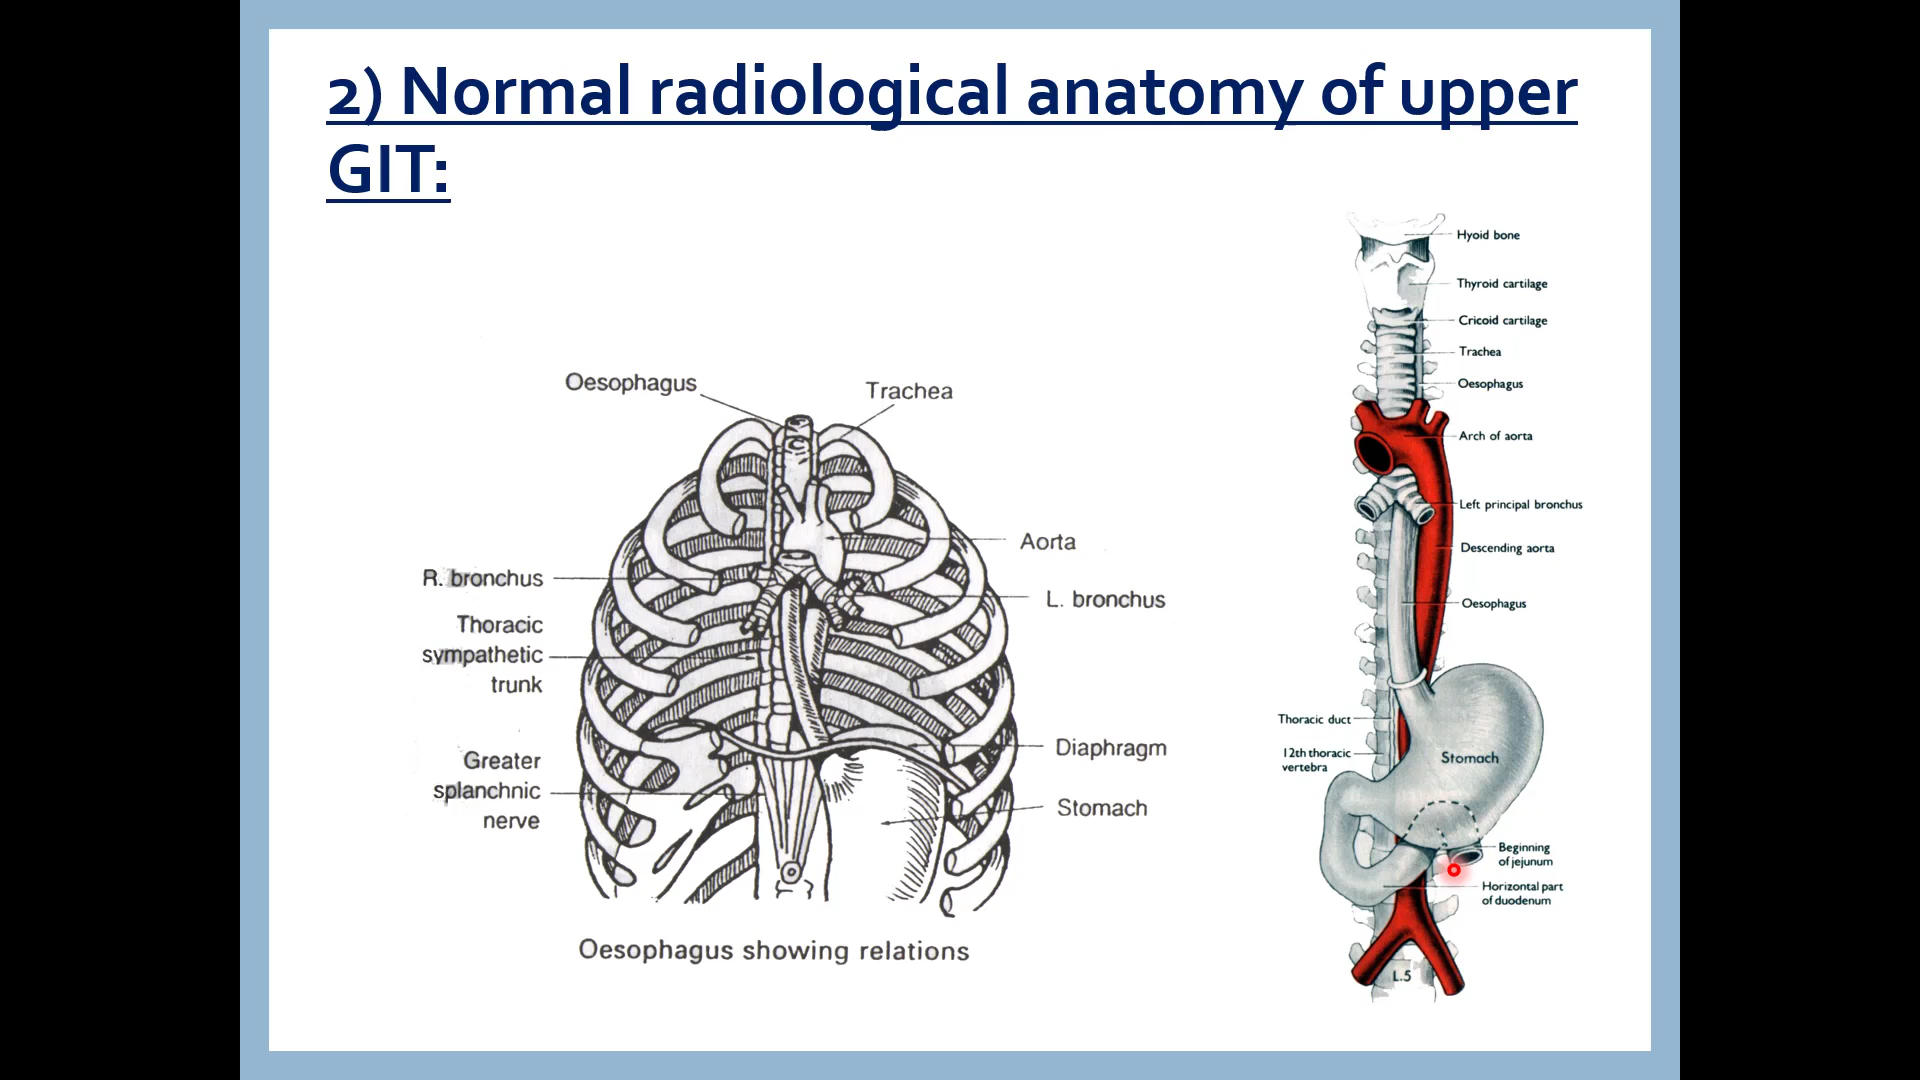 2) Normal radiological anatomy of upper
GIT:
Oesophagus
Trachea
Aorta
R. bronchus
L. bronchus
Thoracic
sympathetic
trunk
Greater
splanchnic
nerve
Diaphragm
Stomach
Oesophagus showing relations
Hyoid bone
Thyroid cartilage
Cricoid cartilage
Trachea
Oesophagus
Arch of aorta
Left principal bronchus
Descending aorta
Oesophagus
Thoracic duct
12th thoracic
vertebra
Stomach
Beginning
of jejunum
Horizontal part
of duodenum
L.5